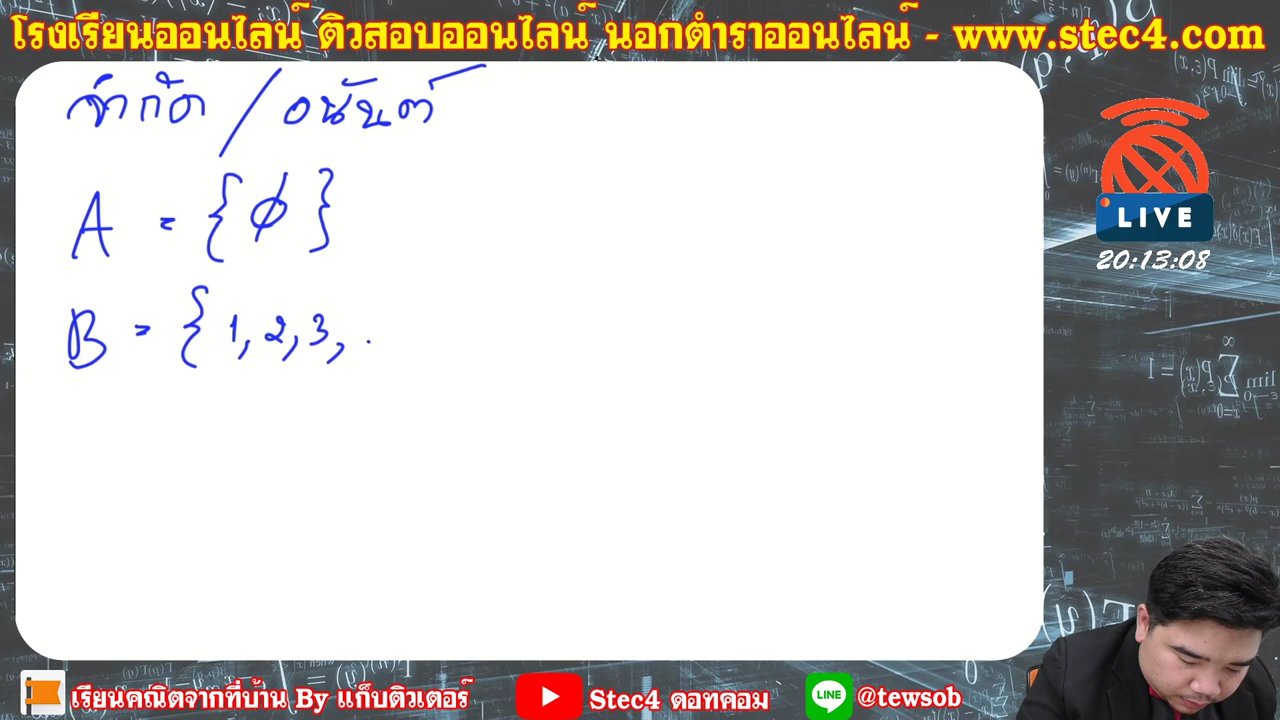 โรงเรียนออนไลน์ ติวสอบออนไลน์ นอกตำราออนไลน์ - www.stec4.com
จำกัด / อนันต์
A = {ϕ}
B = {1, 2, 3, .
LIVE
20:13:08
เรียนคณิตจากที่บ้าน By แก็บติวเตอร์
Stec4 ดอทคอม
LINE
@tewsob